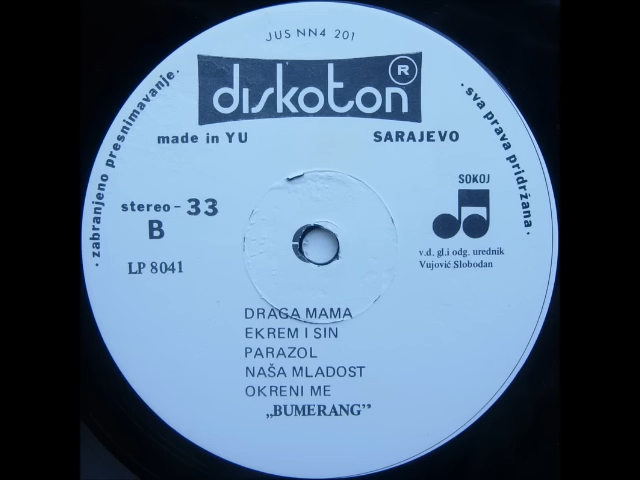 JUS NN4 201
diskoton ®
made in YU
SARAJEVO
· zabranjeno presnimavanje ·
· sva prava pridržana ·
stereo - 33
B
LP 8041
SOKOJ
v.d. gl.i odg. urednik
Vujović Slobodan
DRAGA MAMA
EKREM I SIN
PARAZOL
NAŠA MLADOST
OKRENI ME
„BUMERANG”